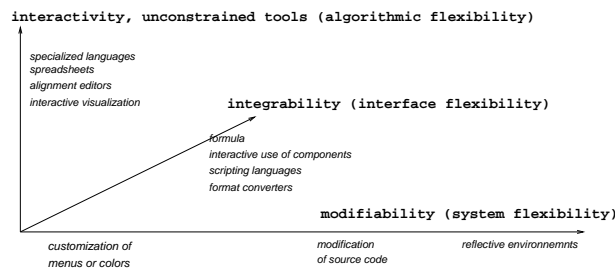 interactivity, unconstrained tools (algorithmic flexibility)
specialized languages
spreadsheets
alignment editors
interactive visualization
integrability (interface flexibility)
formula
interactive use of components
scripting languages
format converters
modifiability (system flexibility)
customization of
menus or colors
modification
of source code
reflective environnemnts